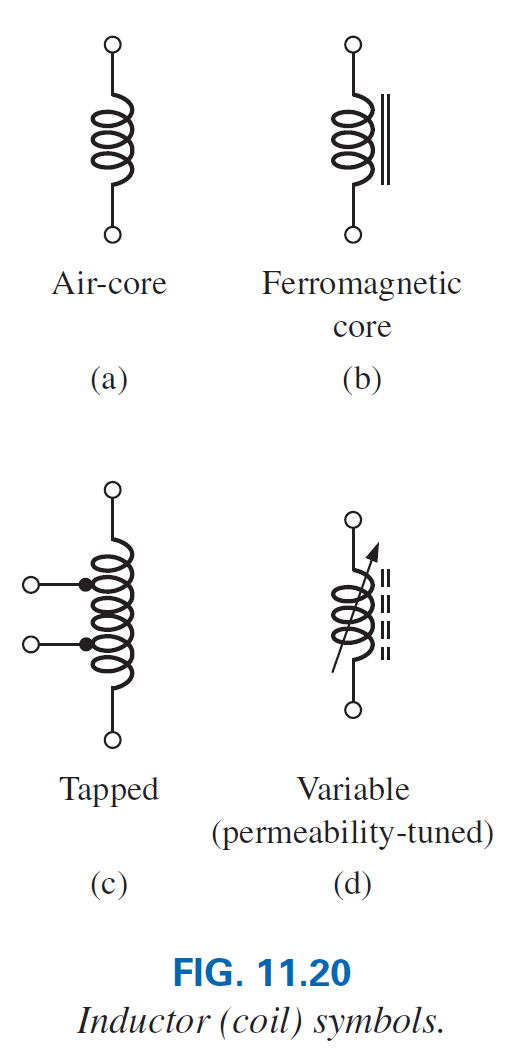 Air-core
Ferromagnetic
core
(a)
(b)
Tapped
Variable
(permeability-tuned)
(c)
(d)
FIG. 11.20
Inductor (coil) symbols.